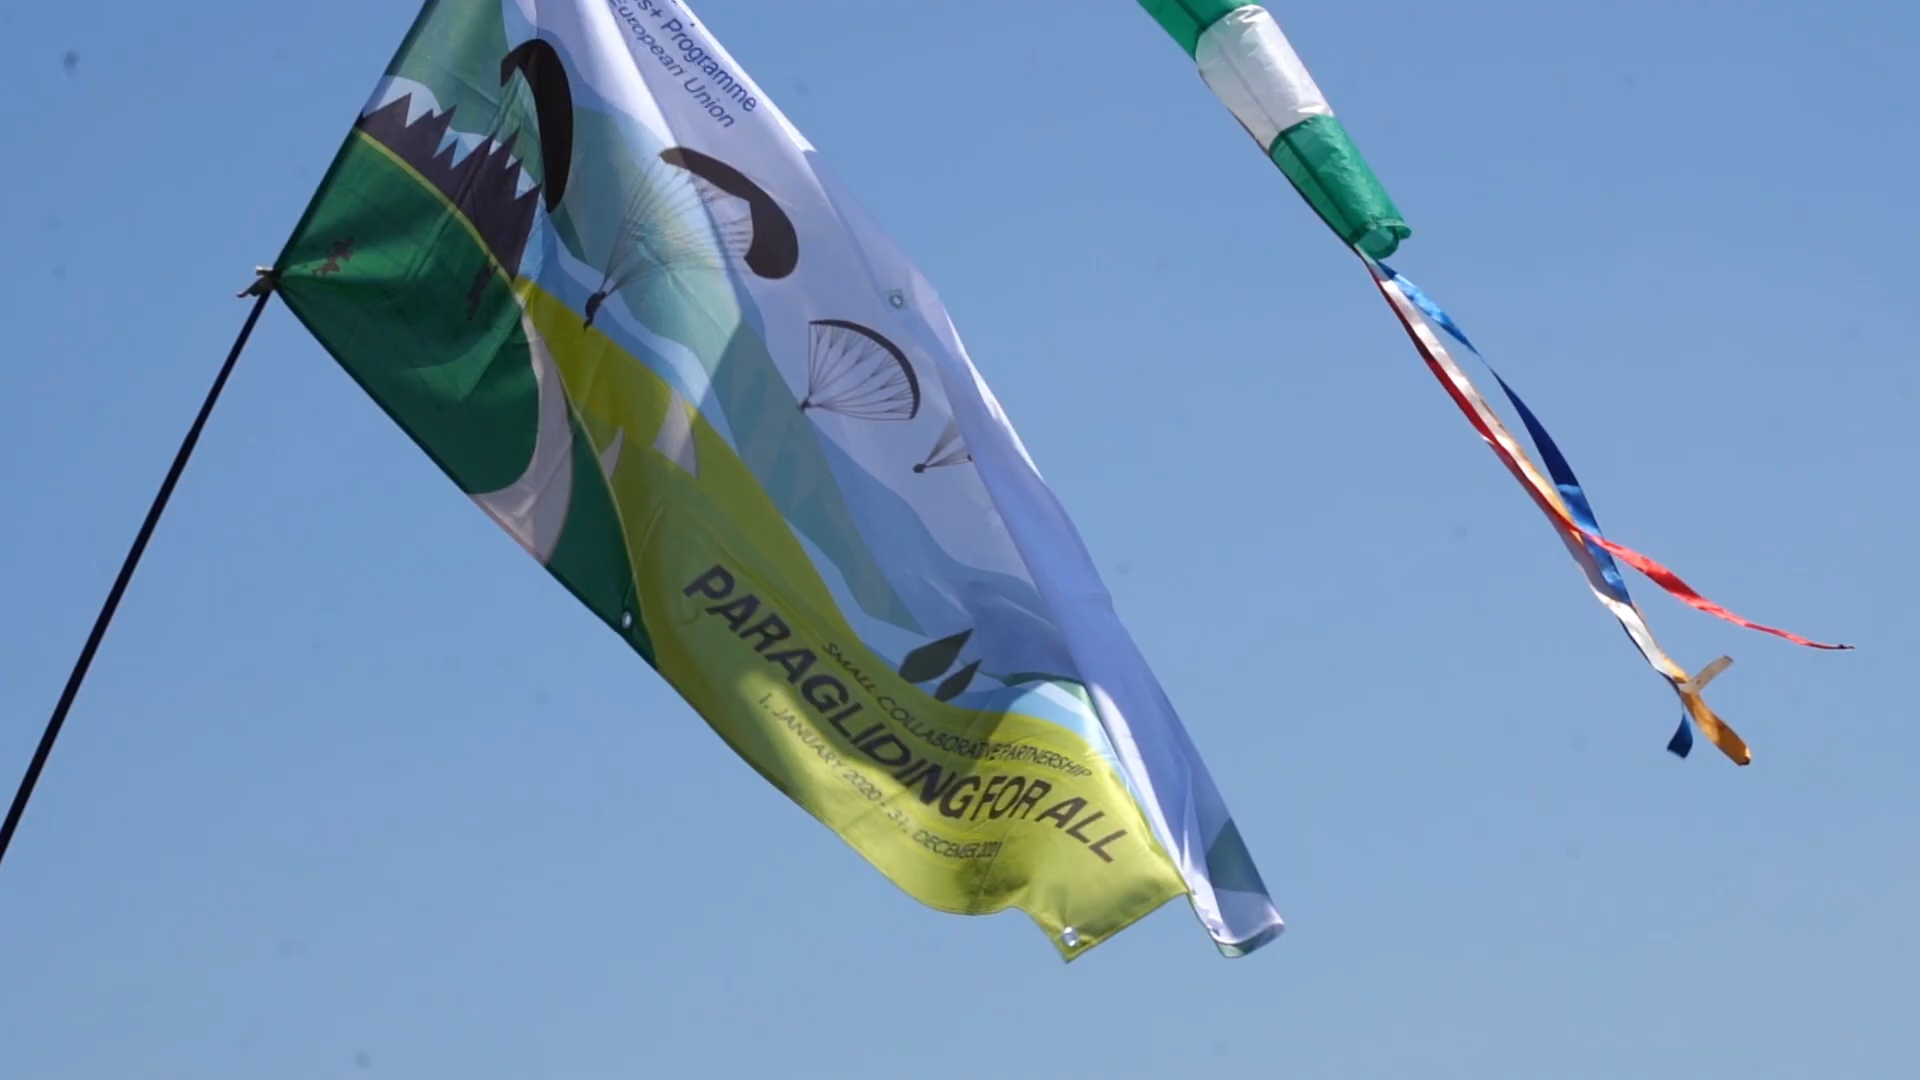 s+ Programme
European Union
SMALL COLLABORATIVE PARTNERSHIP
PARAGLIDING FOR ALL
1. JANUARY 2020 - 31. DECEMBER 2021